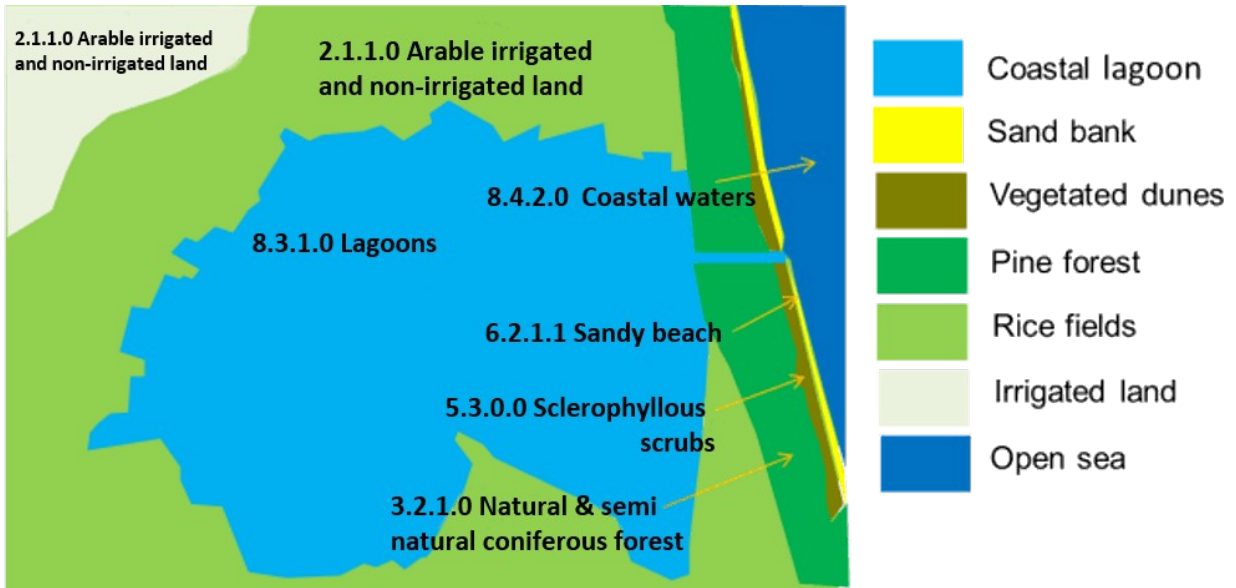 2.1.1.0 Arable irrigated
and non-irrigated land
2.1.1.0 Arable irrigated
and non-irrigated land
8.4.2.0 Coastal waters
8.3.1.0 Lagoons
6.2.1.1 Sandy beach
5.3.0.0 Sclerophyllous
scrubs
3.2.1.0 Natural & semi
natural coniferous forest
Coastal lagoon
Sand bank
Vegetated dunes
Pine forest
Rice fields
Irrigated land
Open sea